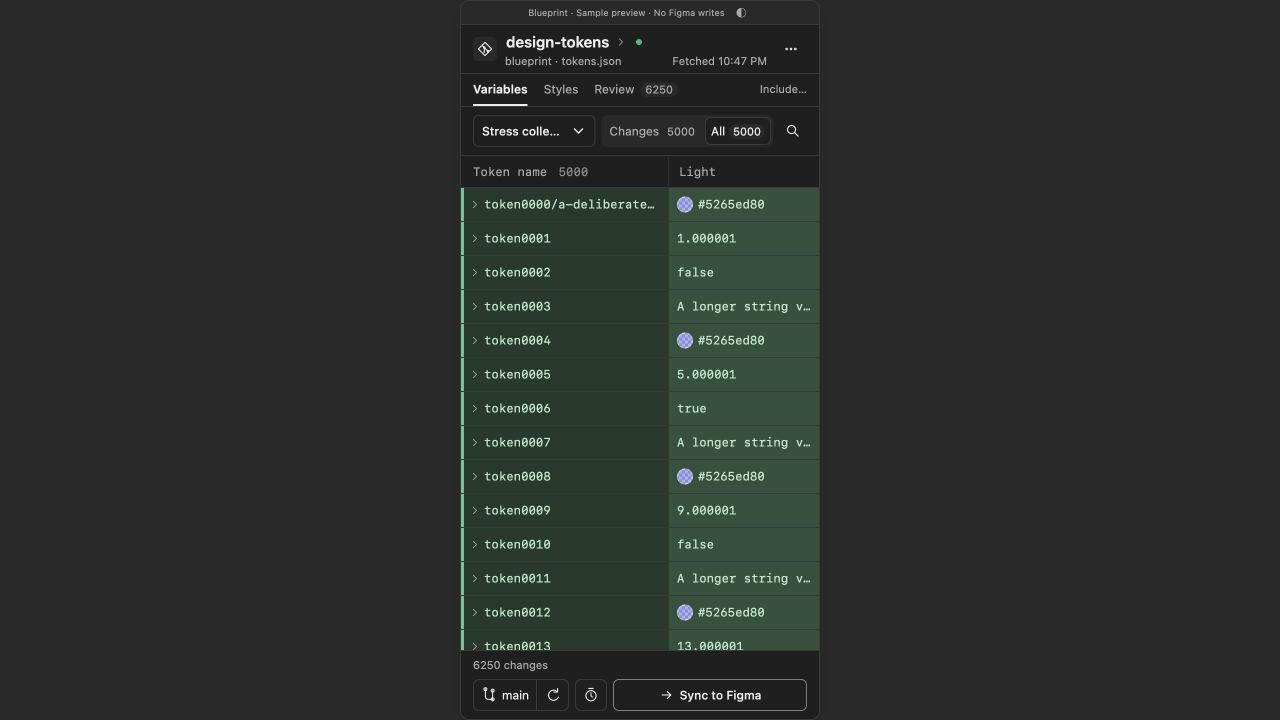 Blueprint · Sample preview · No Figma writes
design-tokens
blueprint · tokens.json
Fetched 10:47 PM
Variables Styles Review 6250 Include...
Stress colle... Changes 5000 All 5000
Token name 5000 Light
token0000/a-deliberate… #5265ed80
token0001 1.000001
token0002 false
token0003 A longer string v…
token0004 #5265ed80
token0005 5.000001
token0006 true
token0007 A longer string v…
token0008 #5265ed80
token0009 9.000001
token0010 false
token0011 A longer string v…
token0012 #5265ed80
token0013 13.000001
6250 changes
main Sync to Figma